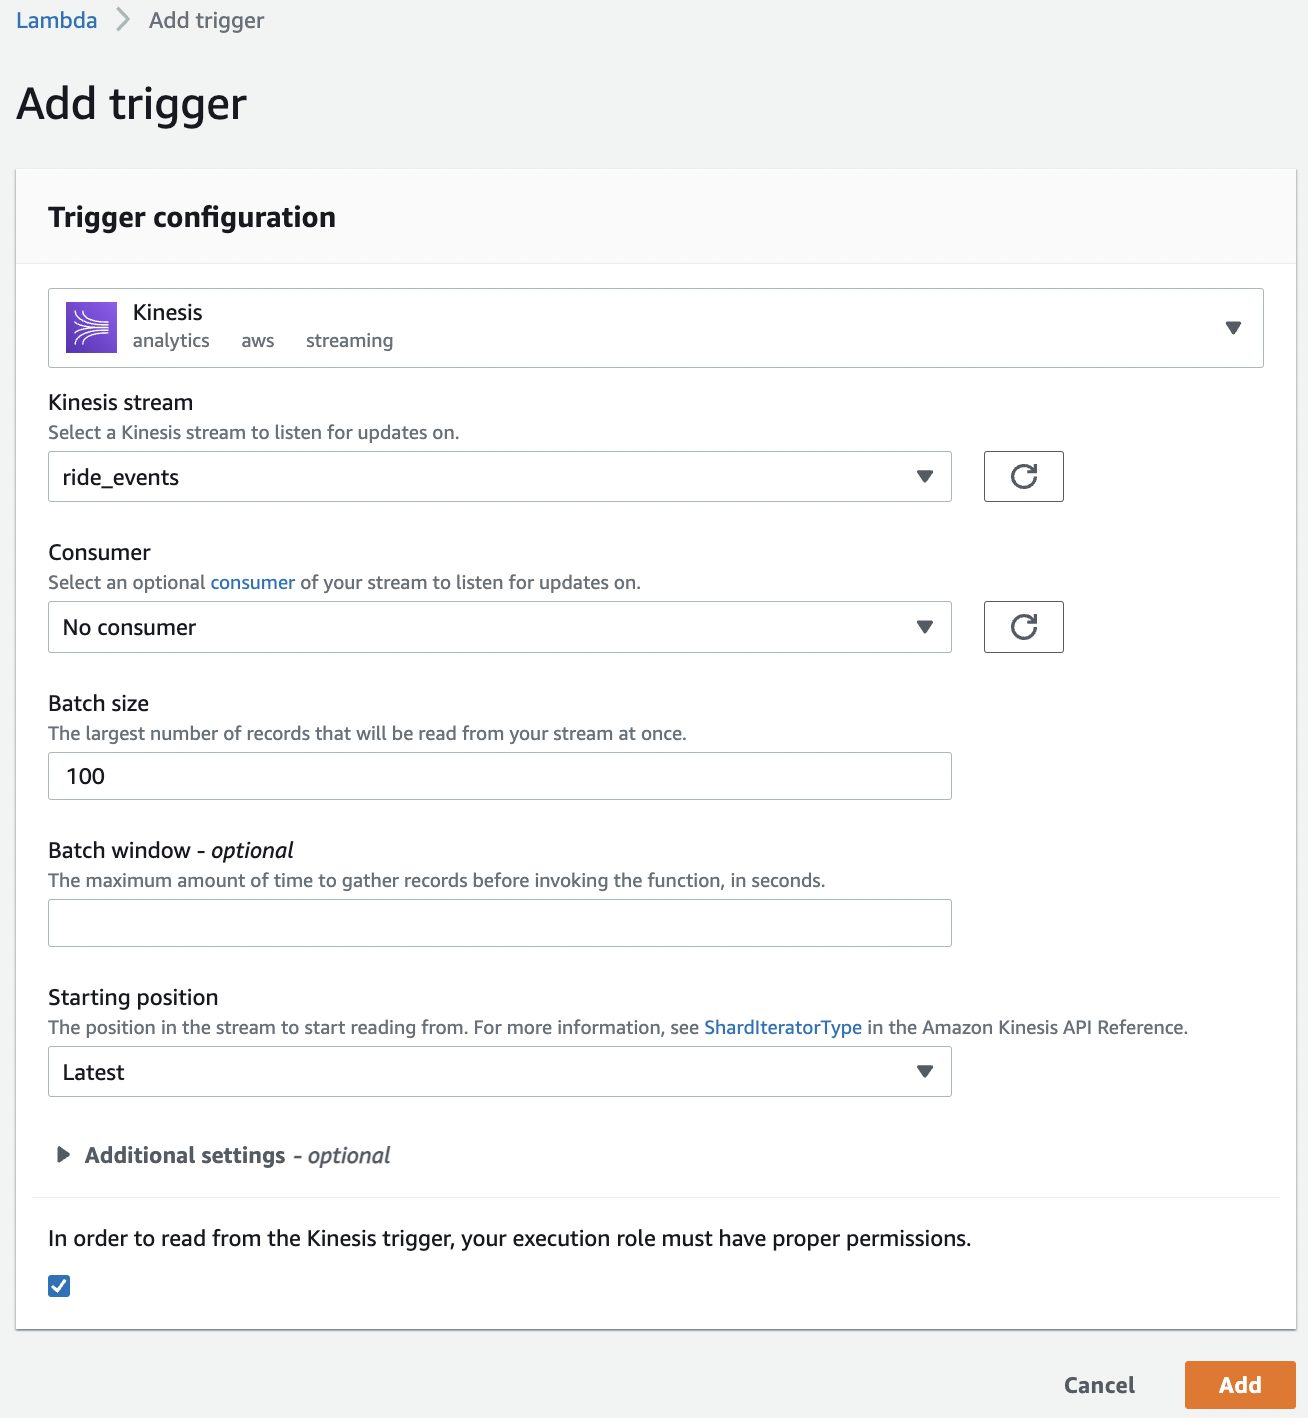 Lambda > Add trigger
Add trigger
Trigger configuration
Kinesis
analytics aws streaming
Kinesis stream
Select a Kinesis stream to listen for updates on.
ride_events
Consumer
Select an optional consumer of your stream to listen for updates on.
No consumer
Batch size
The largest number of records that will be read from your stream at once.
100
Batch window - optional
The maximum amount of time to gather records before invoking the function, in seconds.
Starting position
The position in the stream to start reading from. For more information, see ShardIteratorType in the Amazon Kinesis API Reference.
Latest
Additional settings - optional
In order to read from the Kinesis trigger, your execution role must have proper permissions.
Cancel Add